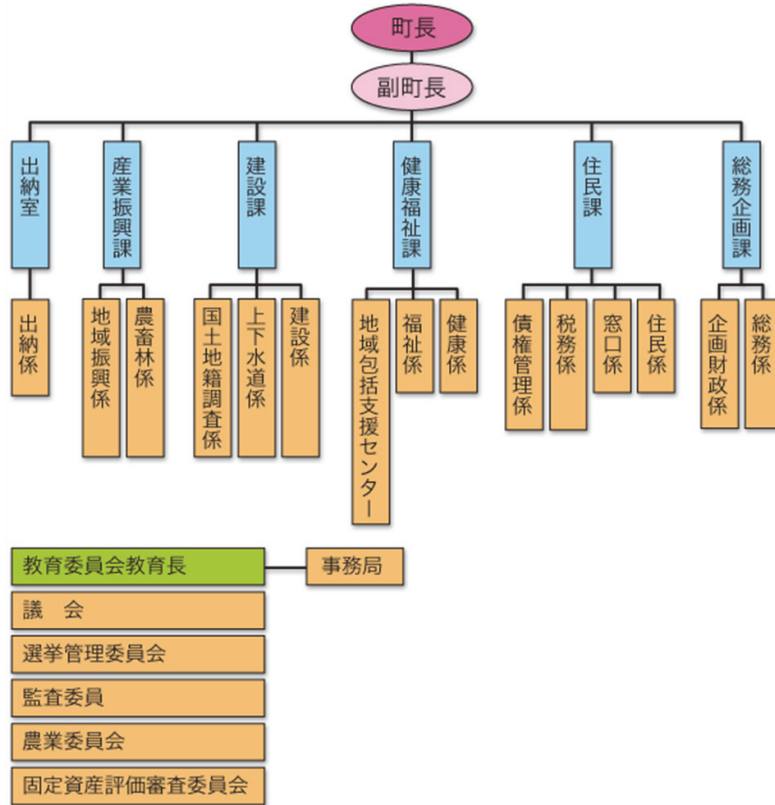 町長
副町長
出納室
産業振興課
建設課
健康福祉課
住民課
総務企画課
出納係
地域振興係
農畜林係
国土地籍調査係
上下水道係
建設係
地域包括支援センター
福祉係
健康係
債権管理係
税務係
窓口係
住民係
企画財政係
総務係
教育委員会教育長
事務局
議　会
選挙管理委員会
監査委員
農業委員会
固定資産評価審査委員会